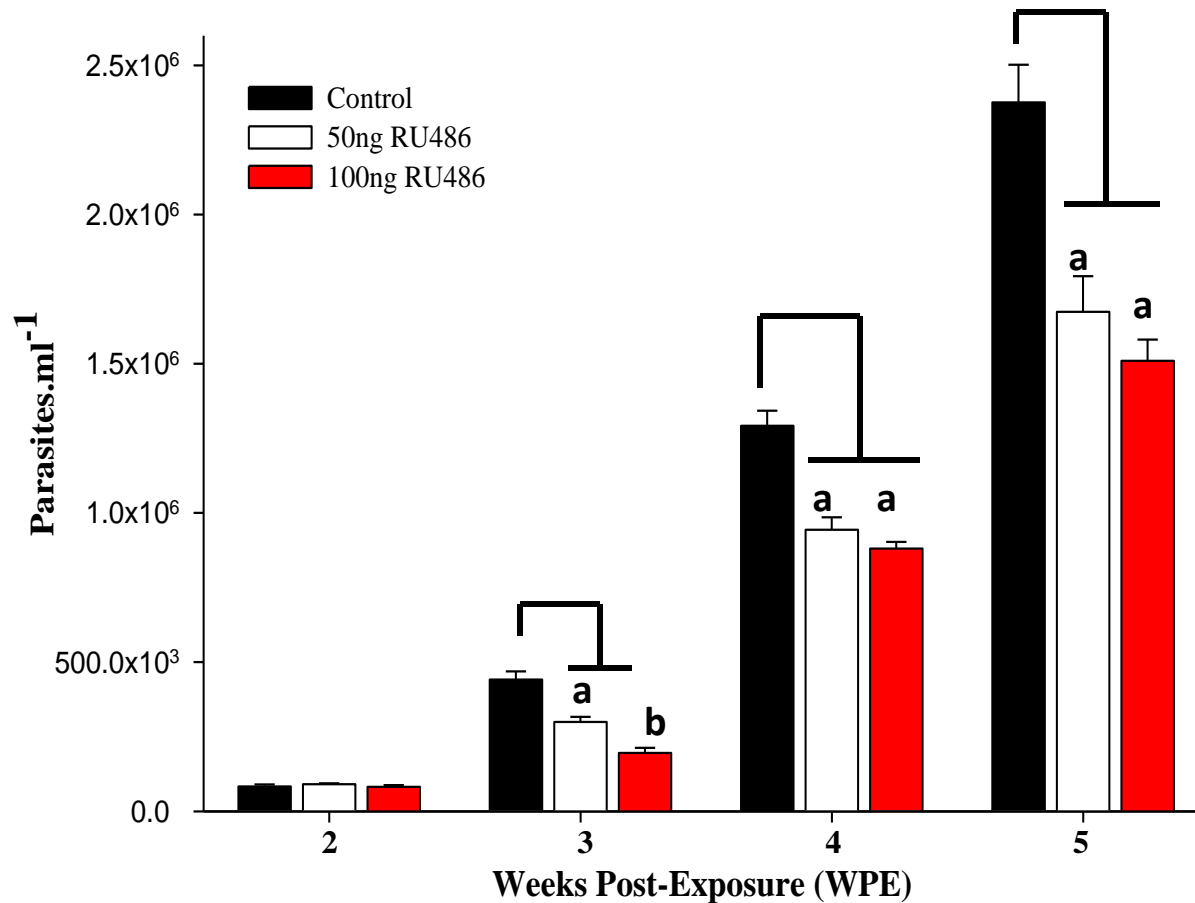 Control
50ng RU486
100ng RU486
2.5x10⁶
2.0x10⁶
1.5x10⁶
1.0x10⁶
500.0x10³
0.0
Parasites.ml⁻¹
a
a
a
a
a
b
2
3
4
5
Weeks Post-Exposure (WPE)